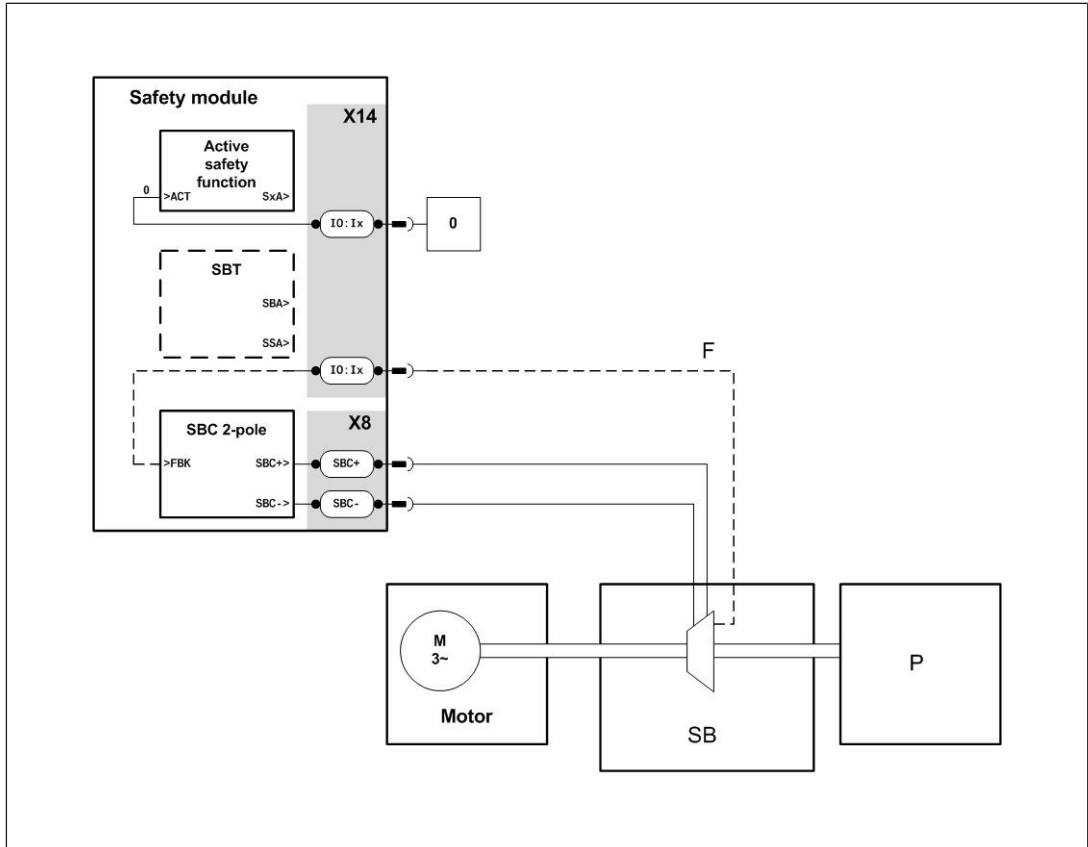 Safety module
X14
Active
safety
function
0
>ACT
SxA>
IO:Ix
0
SBT
SBA>
SSA>
IO:Ix
F
X8
SBC 2-pole
>FBK
SBC+>
SBC+
SBC->
SBC-
M
3~
Motor
SB
P